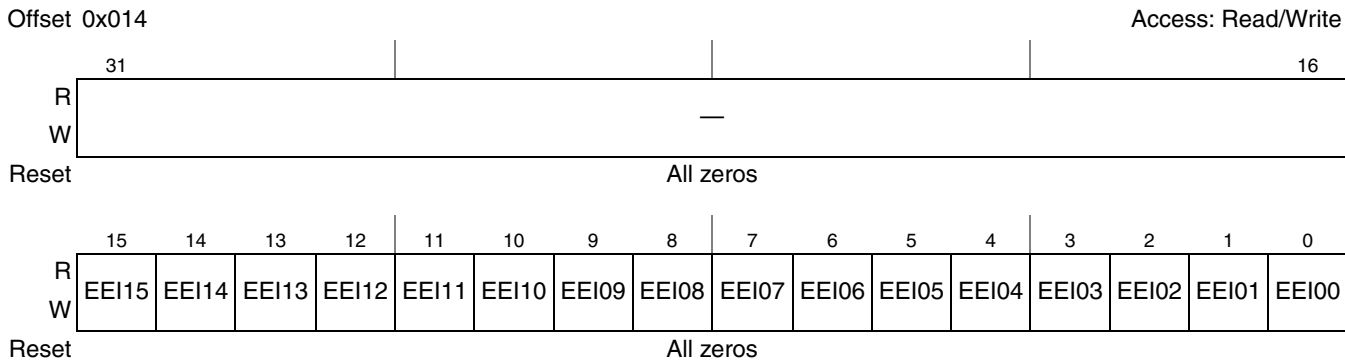 Offset 0x014 Access: Read/Write
31 16
R
—
W
Reset All zeros
15 14 13 12 11 10 9 8 7 6 5 4 3 2 1 0
R
EEI15 EEI14 EEI13 EEI12 EEI11 EEI10 EEI09 EEI08 EEI07 EEI06 EEI05 EEI04 EEI03 EEI02 EEI01 EEI00
W
Reset All zeros